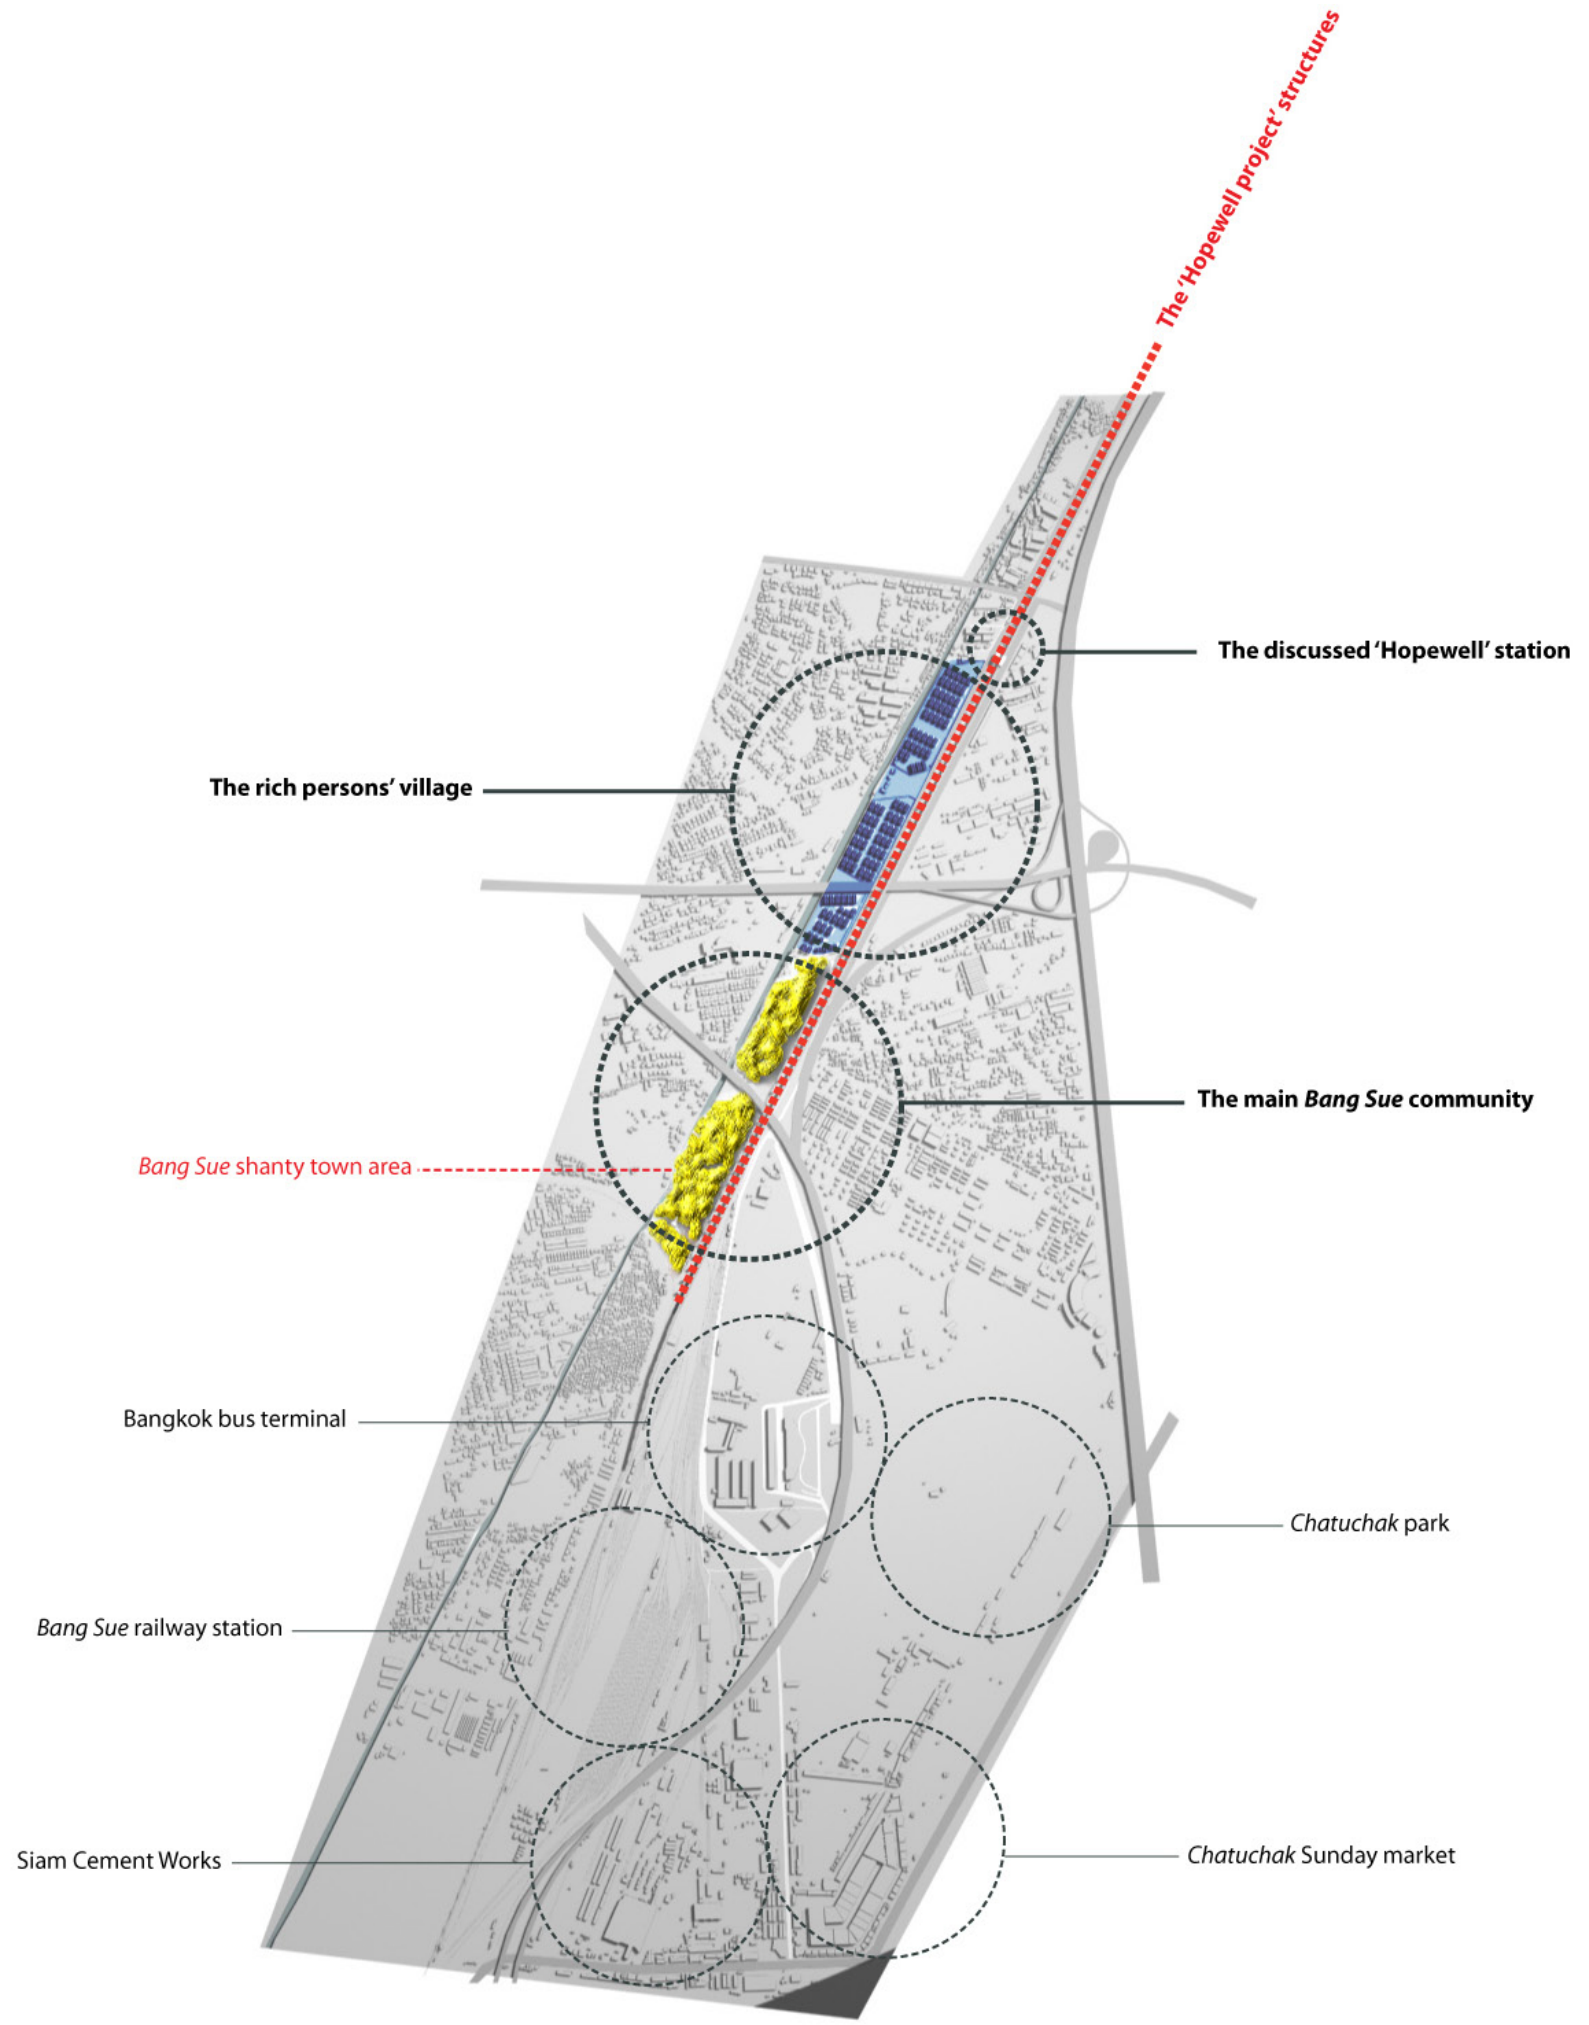 The ‘Hopewell project’ structures
The discussed ‘Hopewell’ station
The rich persons’ village
The main Bang Sue community
Bang Sue shanty town area
Bangkok bus terminal
Chatuchak park
Bang Sue railway station
Siam Cement Works
Chatuchak Sunday market